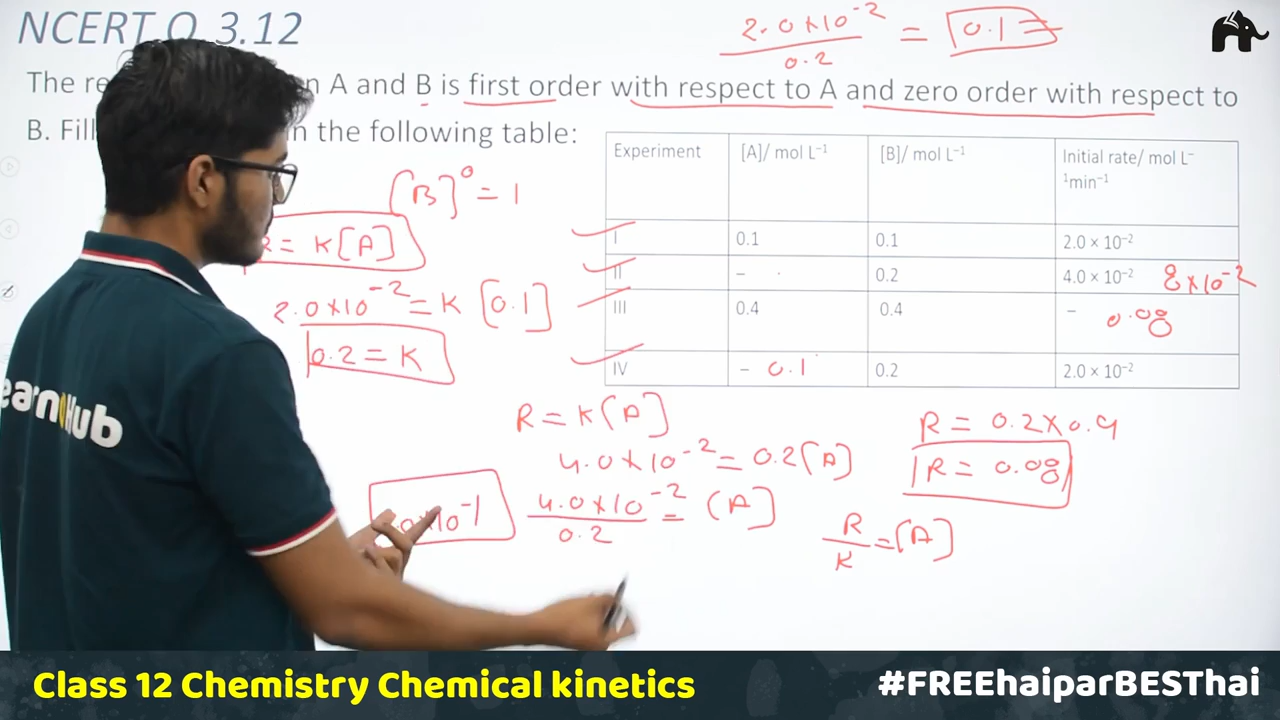 NCERT Q 3.12
2.0×10⁻² / 0.2 = 0.1
The re n A and B is first order with respect to A and zero order with respect to
B. Fill n the following table:
[B]⁰ = 1
R = K[A]
2.0×10⁻² = K [0.1]
0.2 = K
Experiment [A]/ mol L⁻¹ [B]/ mol L⁻¹ Initial rate/ mol L⁻¹min⁻¹
I 0.1 0.1 2.0 × 10⁻²
II – 0.2 4.0 × 10⁻² 8×10⁻²
III 0.4 0.4 – 0.08
IV – 0.1 0.2 2.0 × 10⁻²
R = K[A]
4.0×10⁻² = 0.2[A]
4.0×10⁻² / 0.2 = [A]
0×10⁻¹
R = 0.2×0.4
R = 0.08
R / K = [A]
earn Hub
Class 12 Chemistry Chemical kinetics
#FREEhaiparBESThai